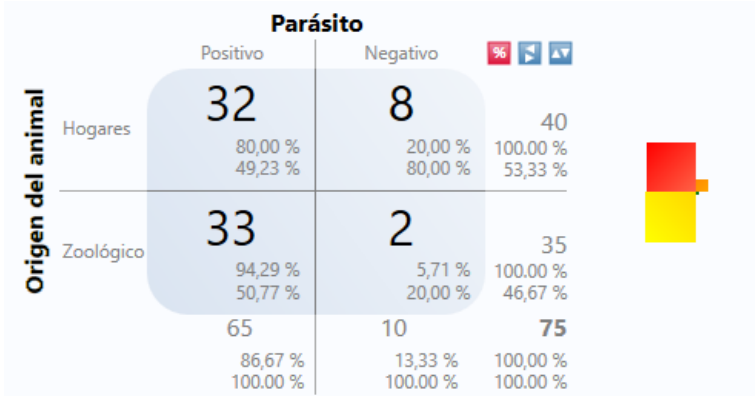 Parásito
Positivo Negativo %
Origen del animal
Hogares 32 8 40
80,00 % 20,00 % 100.00 %
49,23 % 80,00 % 53,33 %
Zoológico 33 2 35
94,29 % 5,71 % 100.00 %
50,77 % 20,00 % 46,67 %
65 10 75
86,67 % 13,33 % 100,00 %
100.00 % 100.00 % 100.00 %